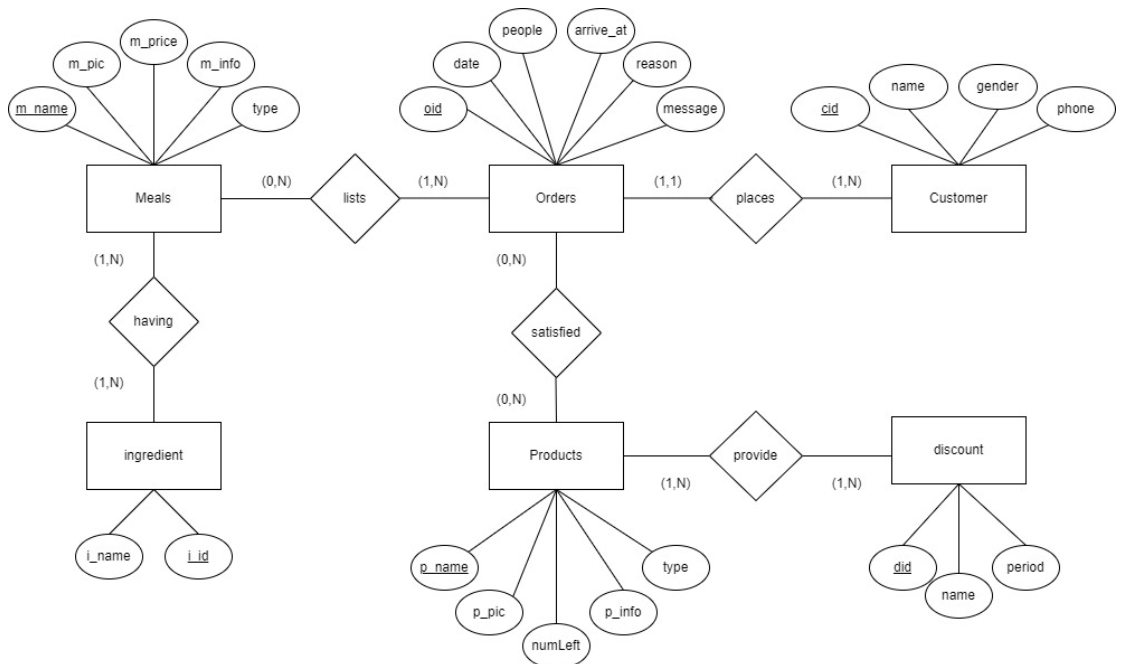 people
arrive_at
m_price
m_pic
m_info
date
reason
name
gender
m_name
type
oid
message
cid
phone
Meals
(0,N)
lists
(1,N)
Orders
(1,1)
places
(1,N)
Customer
(1,N)
(0,N)
having
satisfied
(1,N)
(0,N)
ingredient
Products
provide
discount
(1,N)
(1,N)
i_name
i_id
p_name
type
did
period
p_pic
p_info
name
numLeft